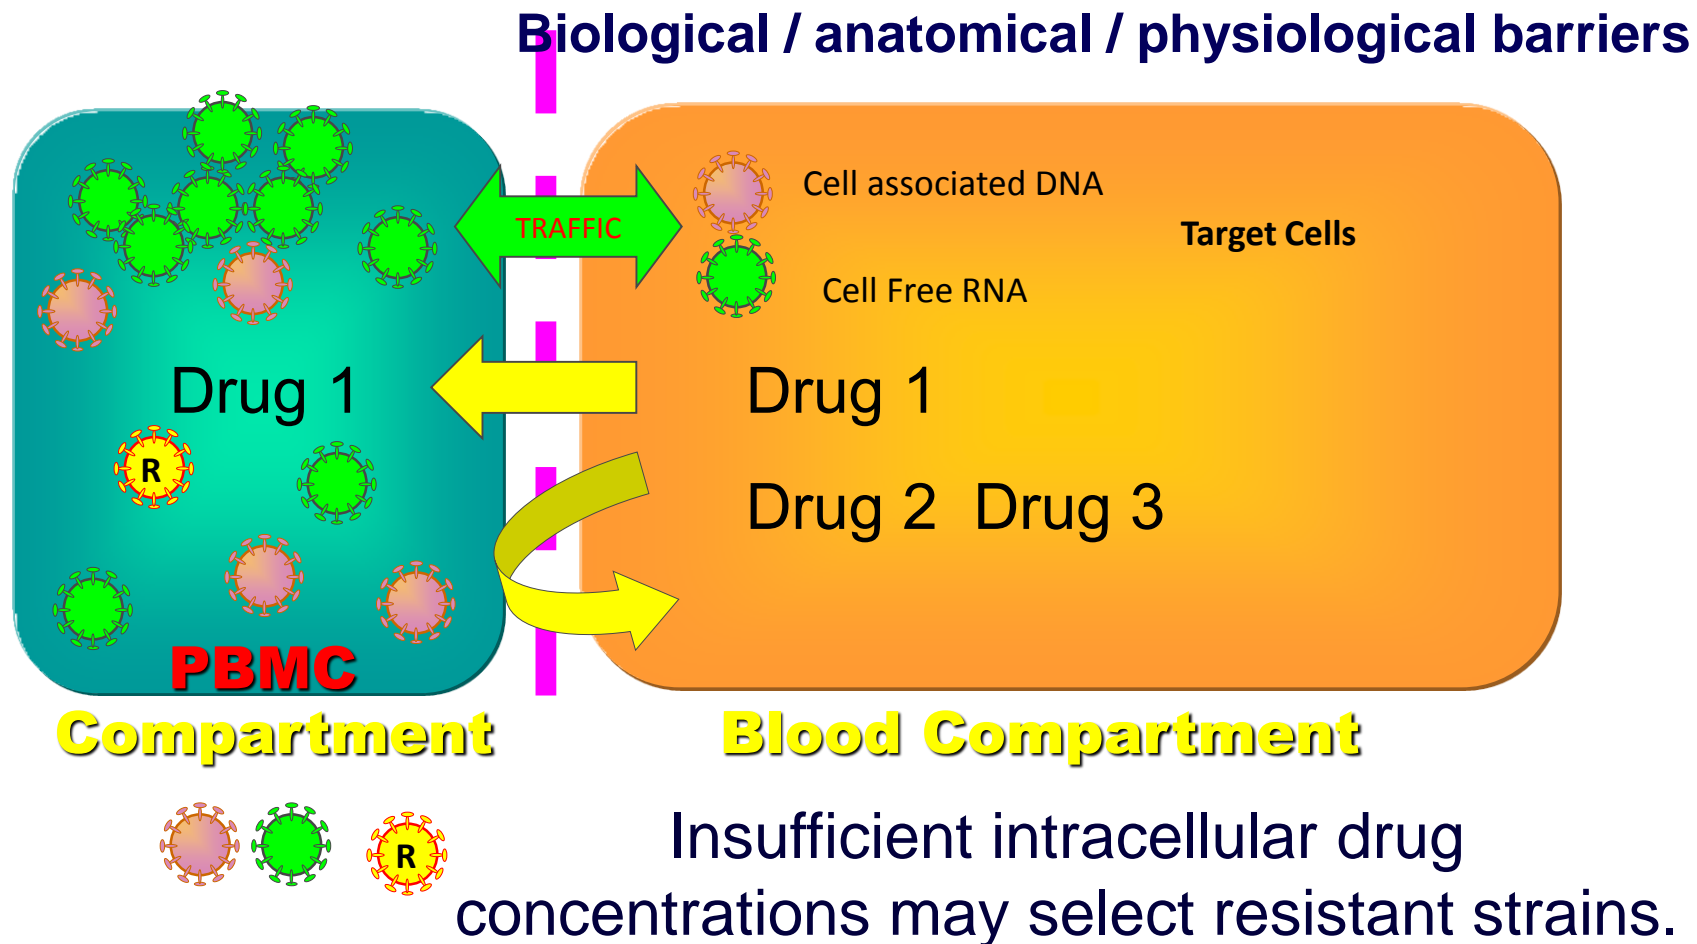 Biological / anatomical / physiological barriers
TRAFFIC
Cell associated DNA
Target Cells
Cell Free RNA
Drug 1
Drug 1
R
Drug 2 Drug 3
PBMC
Compartment
Blood Compartment
R
Insufficient intracellular drug
concentrations may select resistant strains.